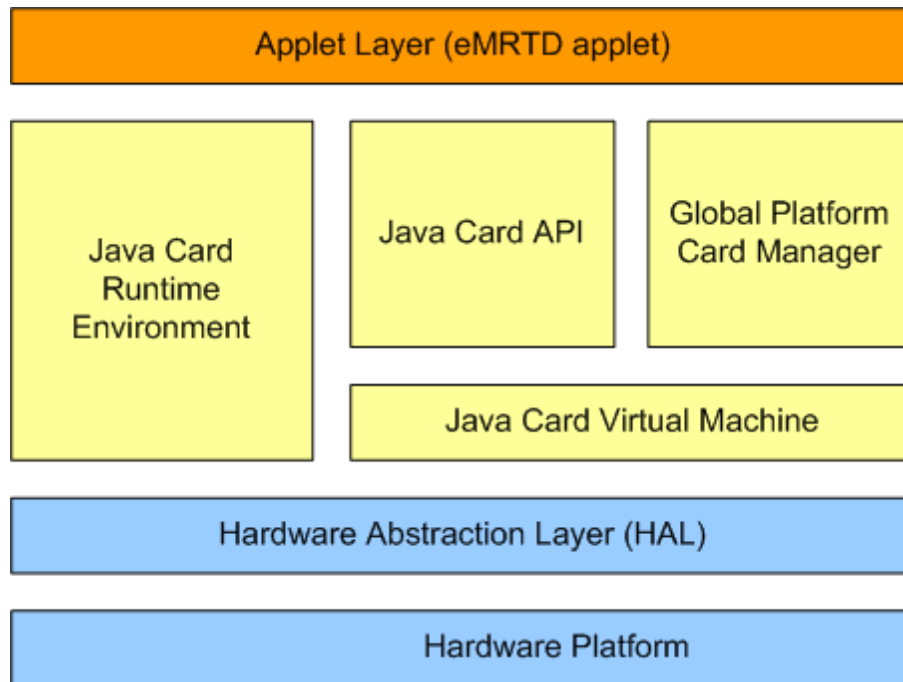 Applet Layer (eMRTD applet)
Java Card
Runtime
Environment
Java Card API
Global Platform
Card Manager
Java Card Virtual Machine
Hardware Abstraction Layer (HAL)
Hardware Platform